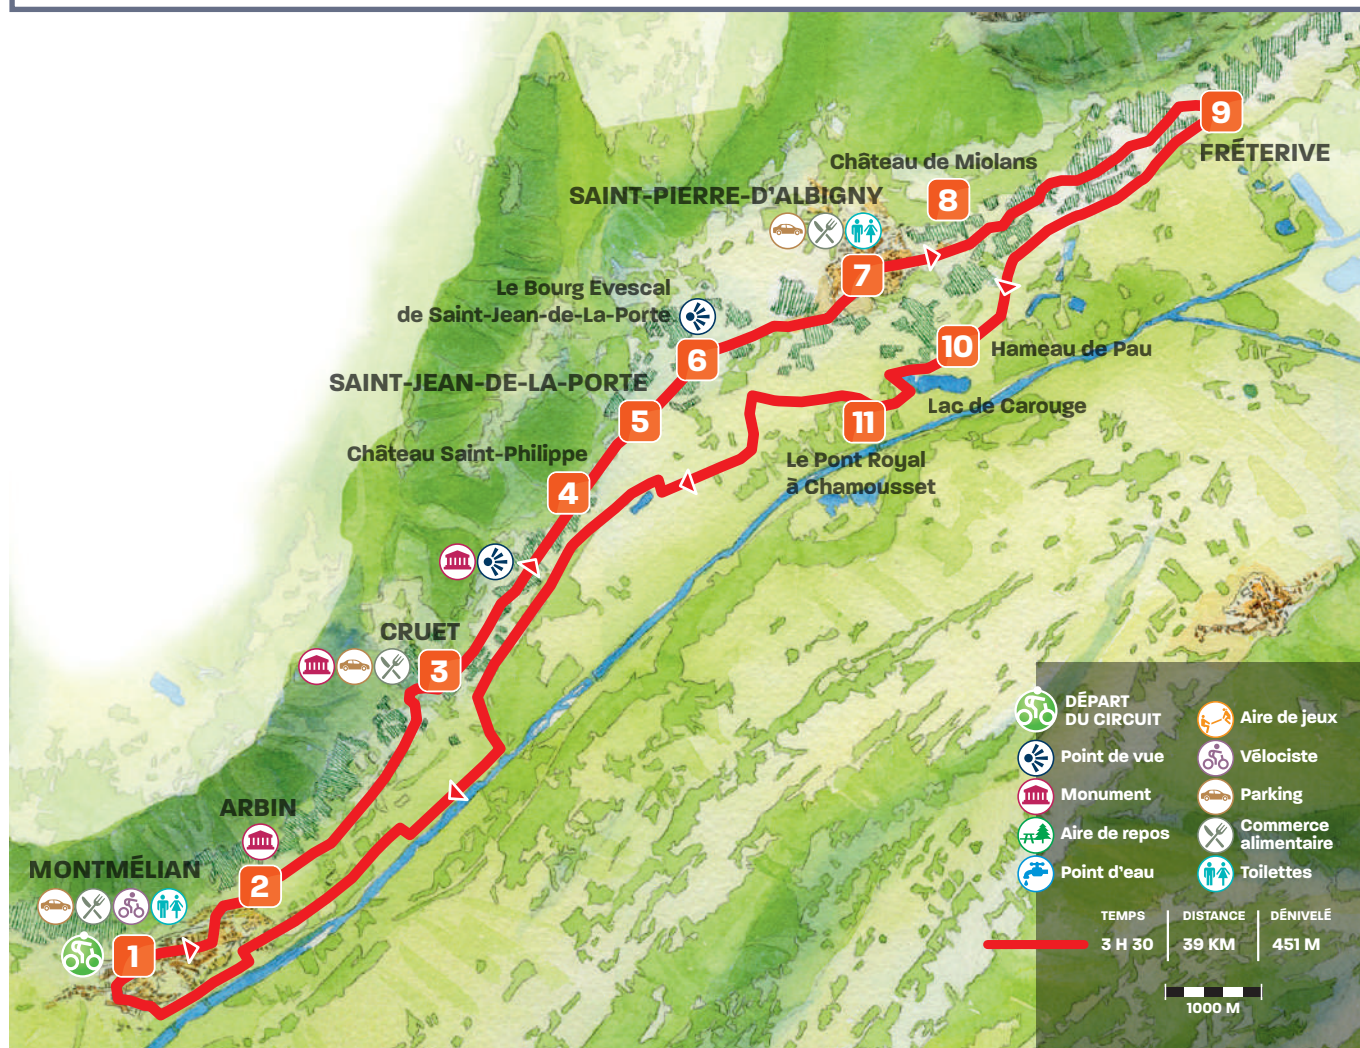 9
FRÉTERIVE
Château de Miolans
8
SAINT-PIERRE-D'ALBIGNY
7
Le Bourg Évescal
de Saint-Jean-de-La-Porte
6
10
Hameau de Pau
SAINT-JEAN-DE-LA-PORTE
5
11
Lac de Carouge
Château Saint-Philippe
4
Le Pont Royal
à Chamousset
CRUET
3
ARBIN
2
MONTMÉLIAN
1
DÉPART
DU CIRCUIT
Point de vue
Monument
Aire de repos
Point d'eau
Aire de jeux
Vélociste
Parking
Commerce
alimentaire
Toilettes
TEMPS DISTANCE DÉNIVELÉ
3 H 30 39 KM 451 M
1000 M